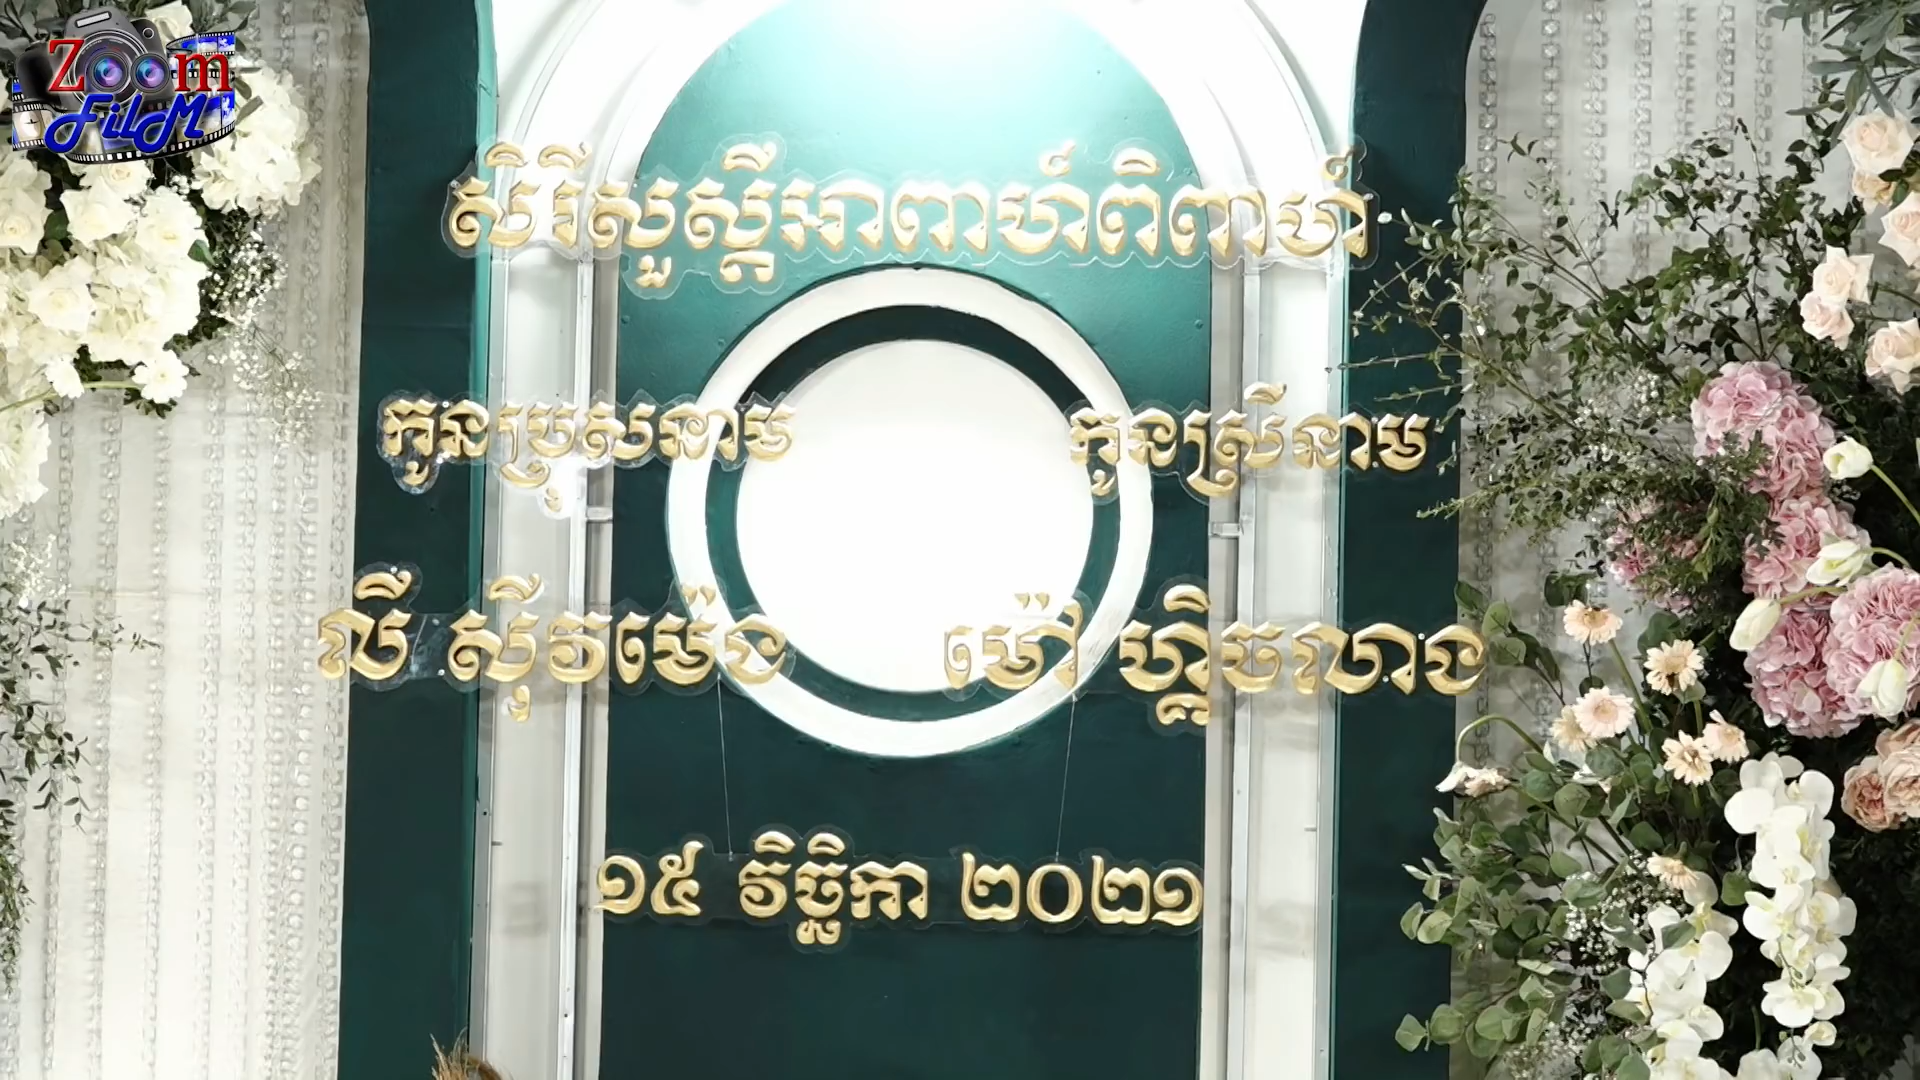 Zoom
FiLM
សិរីសួស្តីអាពាហ៍ពិពាហ៍
កូនប្រុសនាម
កូនស្រីនាម
លី ស៊ីវម៉េង
ម៉ៅ ហ្គិចលាង
១៥ វិច្ឆិកា ២០២១